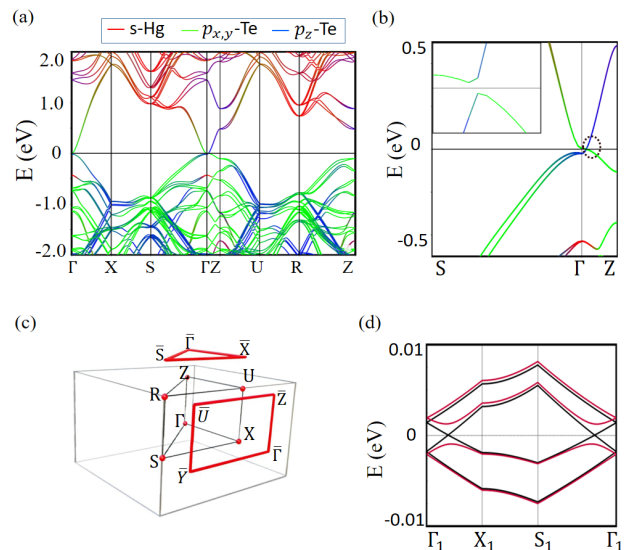 (a)
s-Hg
pₓ,ᵧ-Te
p_z-Te
E (eV)
2.0
1.0
0
-1.0
-2.0
Γ X S ΓZ U R Z
(b)
E (eV)
0.5
0
-0.5
S Γ Z
(c)
S̅ Γ̅ X̅
Z U
R
Γ U̅ Z̅
X
S Γ̅
Y̅
(d)
E (eV)
0.01
0
-0.01
Γ₁ X₁ S₁ Γ₁